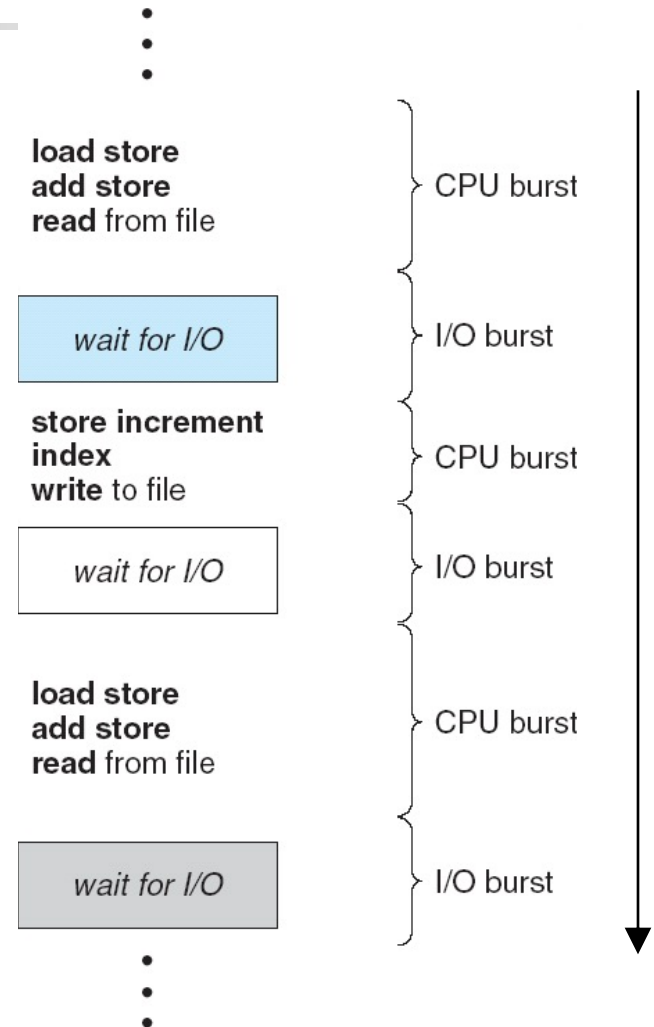 load store
add store
read from file
CPU burst
wait for I/O
I/O burst
store increment
index
write to file
CPU burst
wait for I/O
I/O burst
load store
add store
read from file
CPU burst
wait for I/O
I/O burst